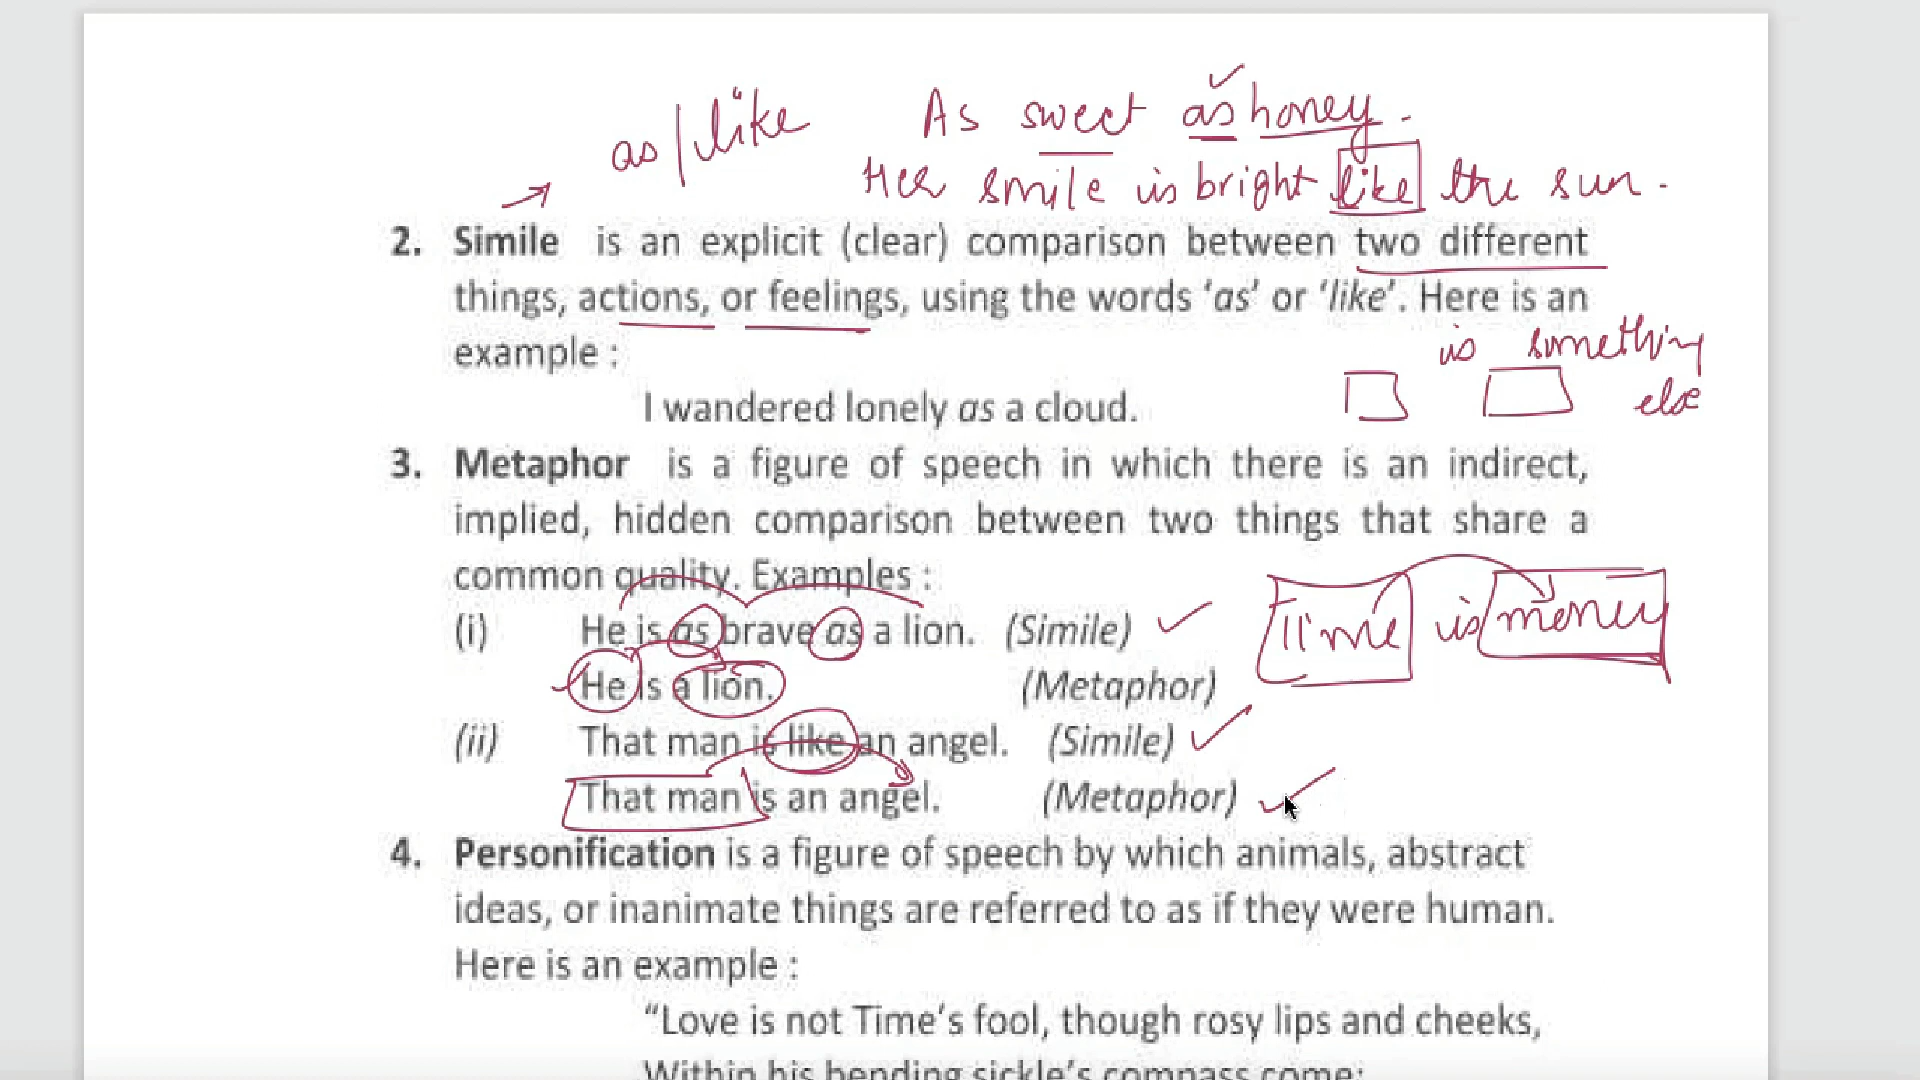 as/like As sweet as honey.
Her smile is bright like the sun.
2. Simile is an explicit (clear) comparison between two different
things, actions, or feelings, using the words ‘as’ or ‘like’. Here is an
example :
is something
else
I wandered lonely as a cloud.
3. Metaphor is a figure of speech in which there is an indirect,
implied, hidden comparison between two things that share a
common quality. Examples :
(i) He is as brave as a lion. (Simile)
Time is money
He is a lion. (Metaphor)
(ii) That man is like an angel. (Simile)
That man is an angel. (Metaphor)
4. Personification is a figure of speech by which animals, abstract
ideas, or inanimate things are referred to as if they were human.
Here is an example :
“Love is not Time’s fool, though rosy lips and cheeks,
Within his bending sickle’s compass come;